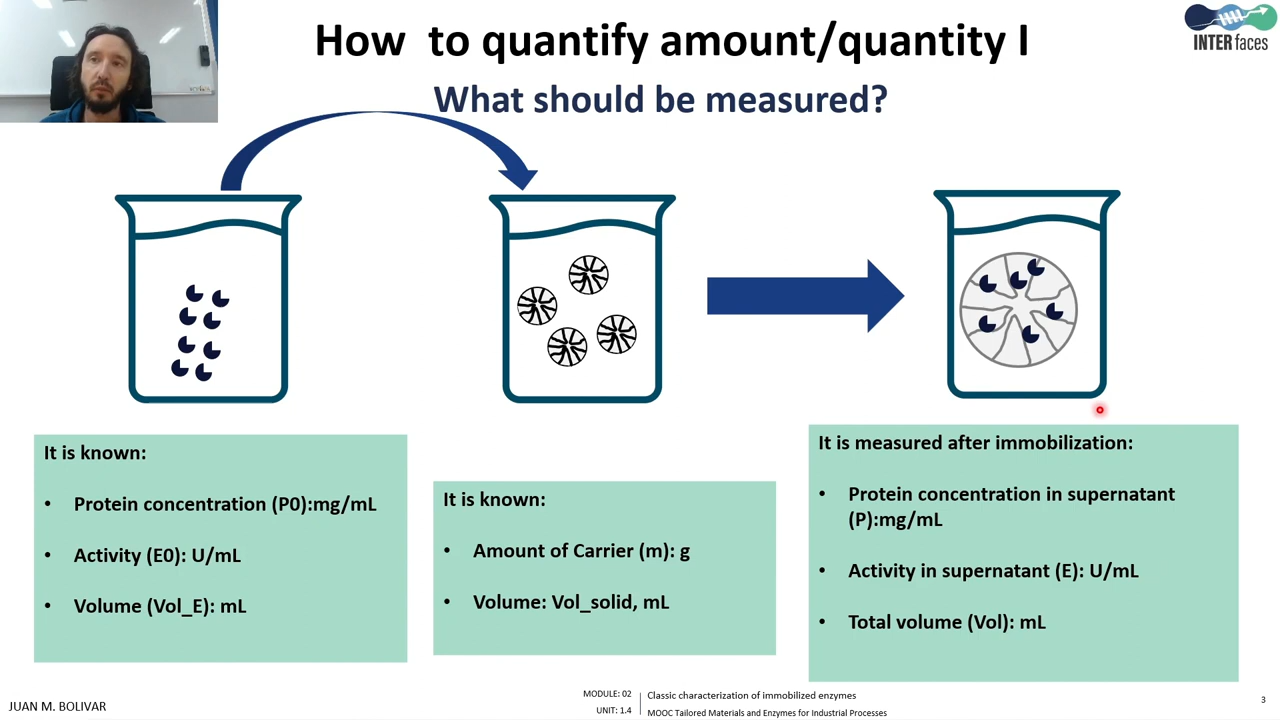 How to quantify amount/quantity I
INTERfaces
What should be measured?
It is known:
• Protein concentration (P0):mg/mL
• Activity (E0): U/mL
• Volume (Vol_E): mL
It is known:
• Amount of Carrier (m): g
• Volume: Vol_solid, mL
It is measured after immobilization:
• Protein concentration in supernatant
(P):mg/mL
• Activity in supernatant (E): U/mL
• Total volume (Vol): mL
JUAN M. BOLIVAR
MODULE: 02
UNIT: 1.4
Classic characterization of immobilized enzymes
MOOC Tailored Materials and Enzymes for Industrial Processes
3